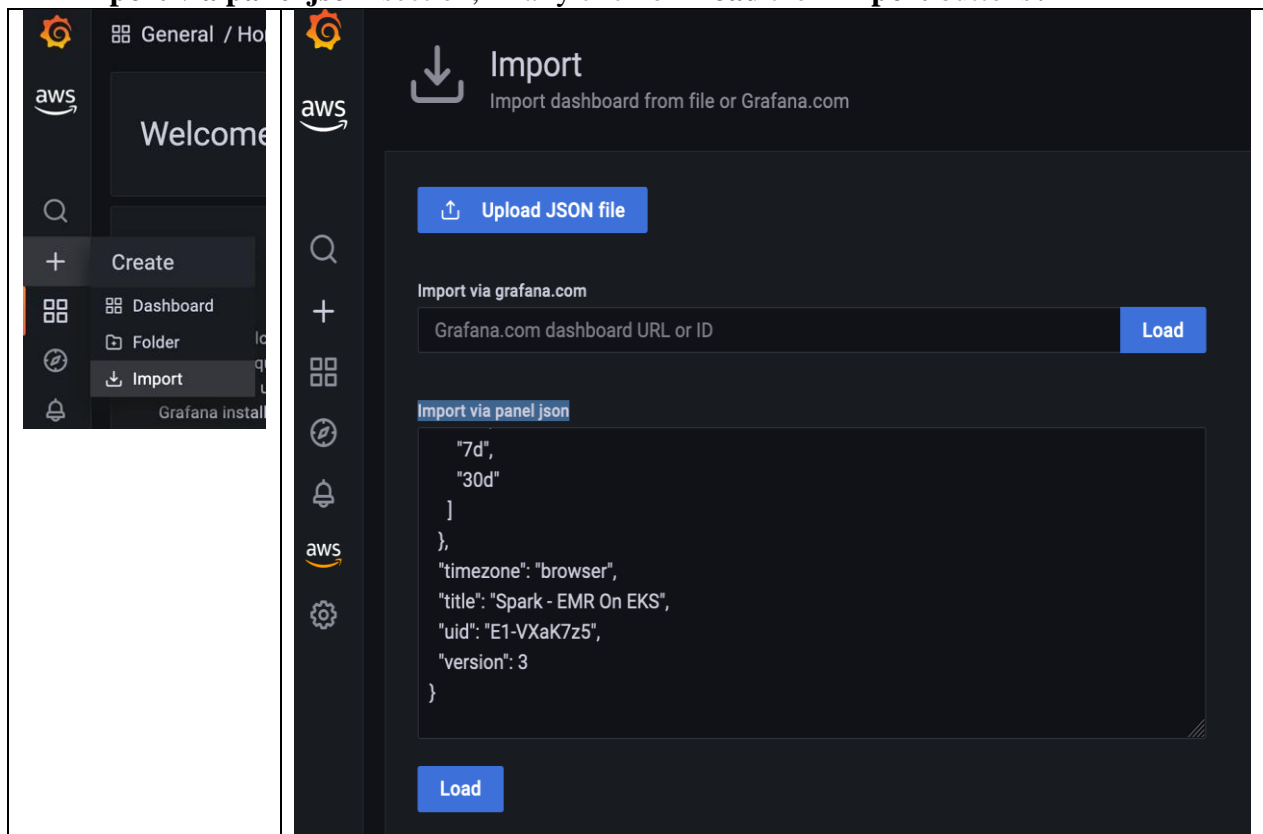 General / Ho
aws
Welcome
Create
Dashboard
Folder
Import
Grafana install
aws
Import
Import dashboard from file or Grafana.com
Upload JSON file
Import via grafana.com
Grafana.com dashboard URL or ID
Load
Import via panel json
"7d",
"30d"
]
},
"timezone": "browser",
"title": "Spark - EMR On EKS",
"uid": "E1-VXaK7z5",
"version": 3
}
aws
Load